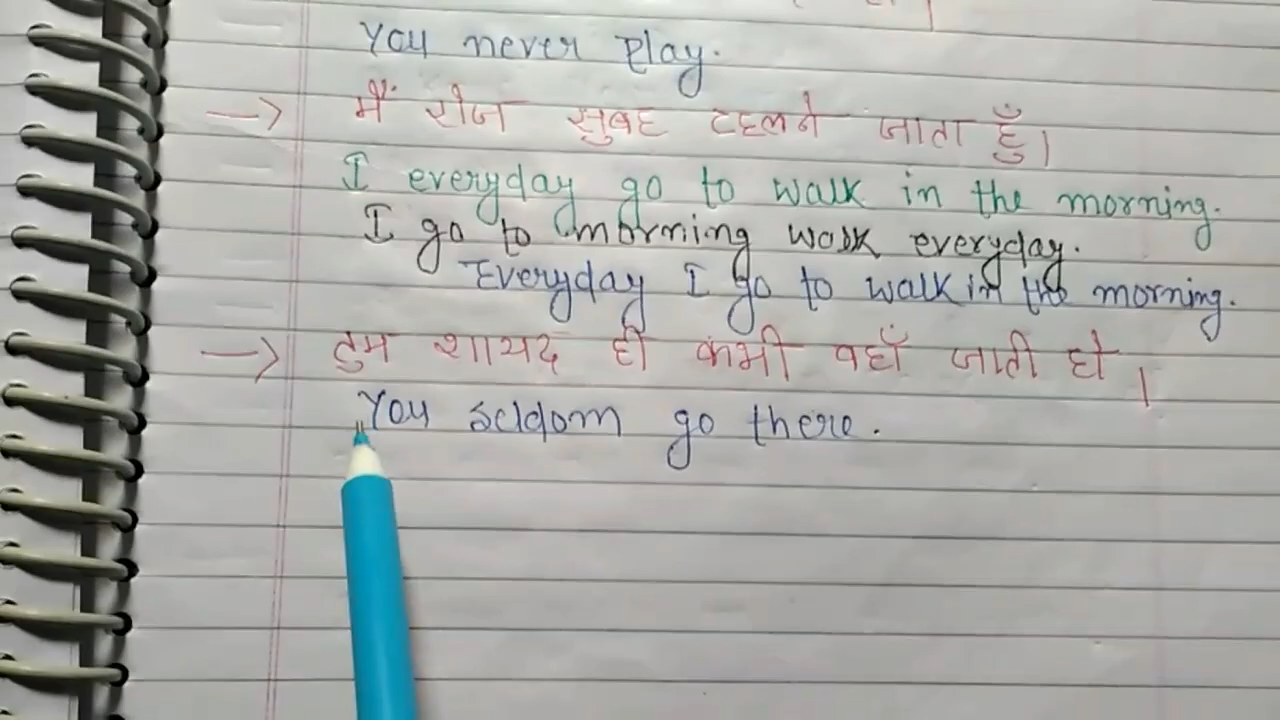 You never Play.
→ मैं रोज सुबह टहलने जाता हूँ।
I everyday go to walk in the morning.
I go to morning walk everyday.
Everyday I go to walk in the morning.
→ तुम शायद ही कभी वहाँ जाती हो।
You seldom go there.